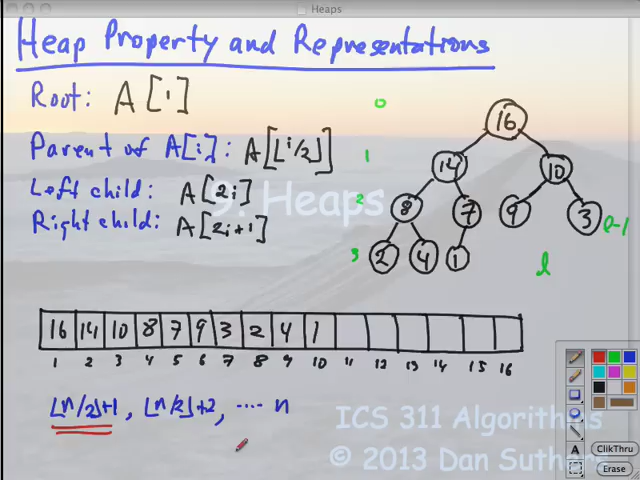 Heaps
Heap Property and Representations
Root: A[1]
Parent of A[i]: A[⌊i/2⌋]
Left child: A[2i]
Right child: A[2i+1]
0
1
2
3
16
14
10
8
7
9
3
2
4
1
l-1
l
9. Heaps
16 14 10 8 7 9 3 2 4 1
1 2 3 4 5 6 7 8 9 10 11 12 13 14 15 16
⌊n/2⌋+1, ⌊n/2⌋+2, .... n
ICS 311 Algorithms
© 2013 Dan Suthers
A
ClikThru
Erase